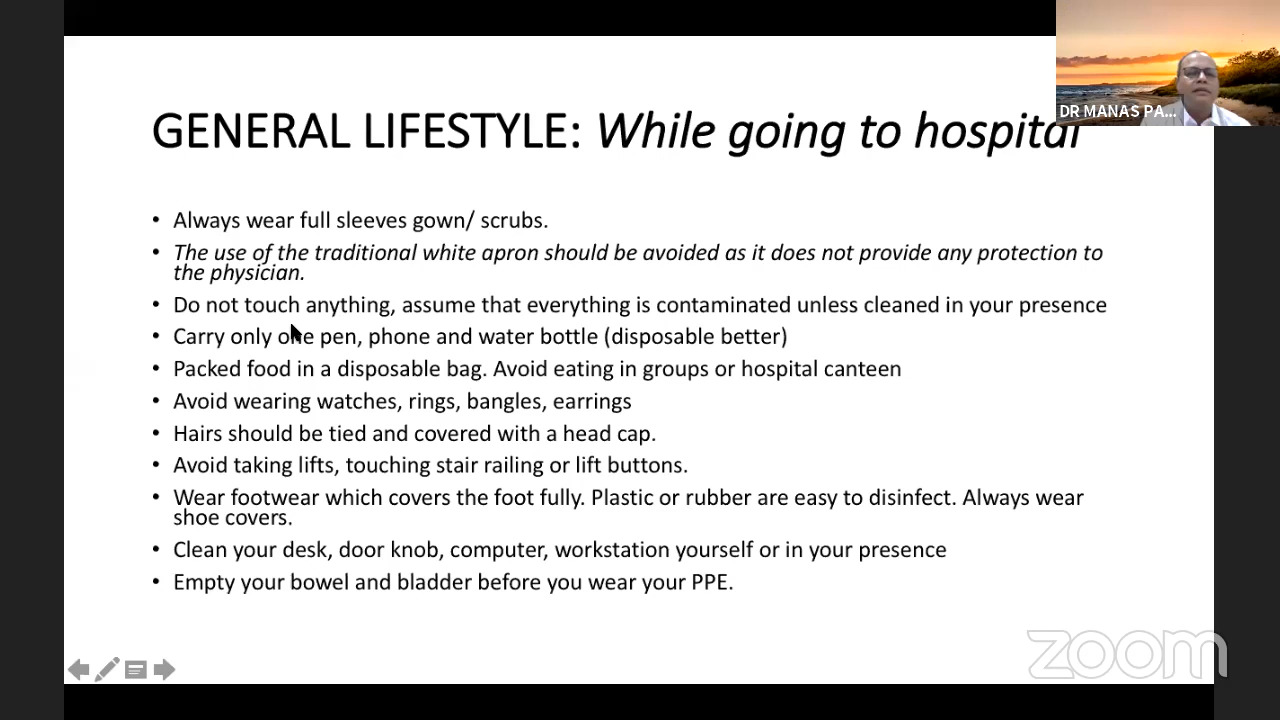 DR MANAS PA...
GENERAL LIFESTYLE: While going to hospital
• Always wear full sleeves gown/ scrubs.
• The use of the traditional white apron should be avoided as it does not provide any protection to
the physician.
• Do not touch anything, assume that everything is contaminated unless cleaned in your presence
• Carry only one pen, phone and water bottle (disposable better)
• Packed food in a disposable bag. Avoid eating in groups or hospital canteen
• Avoid wearing watches, rings, bangles, earrings
• Hairs should be tied and covered with a head cap.
• Avoid taking lifts, touching stair railing or lift buttons.
• Wear footwear which covers the foot fully. Plastic or rubber are easy to disinfect. Always wear
shoe covers.
• Clean your desk, door knob, computer, workstation yourself or in your presence
• Empty your bowel and bladder before you wear your PPE.
zoom